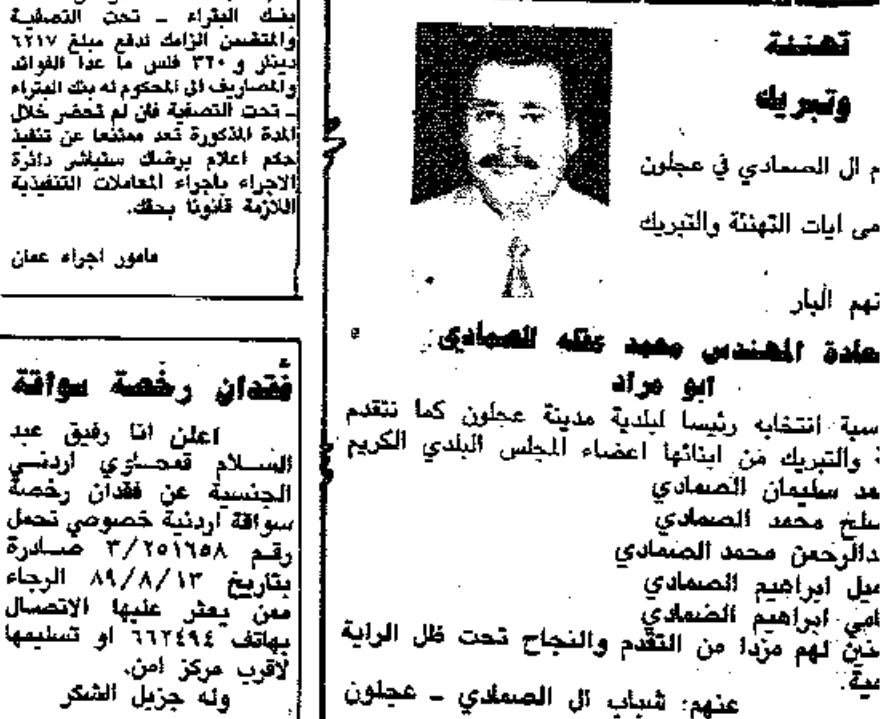 تهنئة
وتبريك
ال الصمادي في عجلون
ايات التهنئة والتبريك
البار
المهندس محمد عقله الصمادي
ابو مراد
انتخابه رئيسا لبلدية مدينة عجلون كما نتقدم
والتبريك من ابنائها اعضاء المجلس البلدي الكريم
سليمان الصمادي
محمد الصمادي
محمد الصمادي
ابراهيم الصمادي
ابراهيم الصمادي
لهم مزدا من التقدم والنجاح تحت ظل الراية
عنهم: شباب ال الصمادي - عجلون
بنك البتراء - تحت التصفية
والمتضمن الزامك بدفع مبلغ ٦٢١٧
دينار و ٣٢٠ فلس ما عدا الفوائد
والمصاريف الى المحكوم له بنك البتراء
- تحت التصفية فان لم تحضر خلال
المدة المذكورة تعد ممتنعا عن تنفيذ
حكم اعلام برضاك ستباشر دائرة
الاجراء باجراء المعاملات التنفيذية
اللازمة قانونا بحقك.
مامور اجراء عمان
فقدان رخصة سواقة
اعلن انا رفيق عبد
السلام قمحاوي اردني
الجنسية عن فقدان رخصة
سواقة اردنية خصوصي تحمل
رقم ٣/٢٥١٦٥٨ صادرة
بتاريخ ٨٩/٨/١٣ الرجاء
ممن يعثر عليها الاتصال
بهاتف ٦٦٢٤٩٤ او تسليمها
لاقرب مركز امن.
وله جزيل الشكر